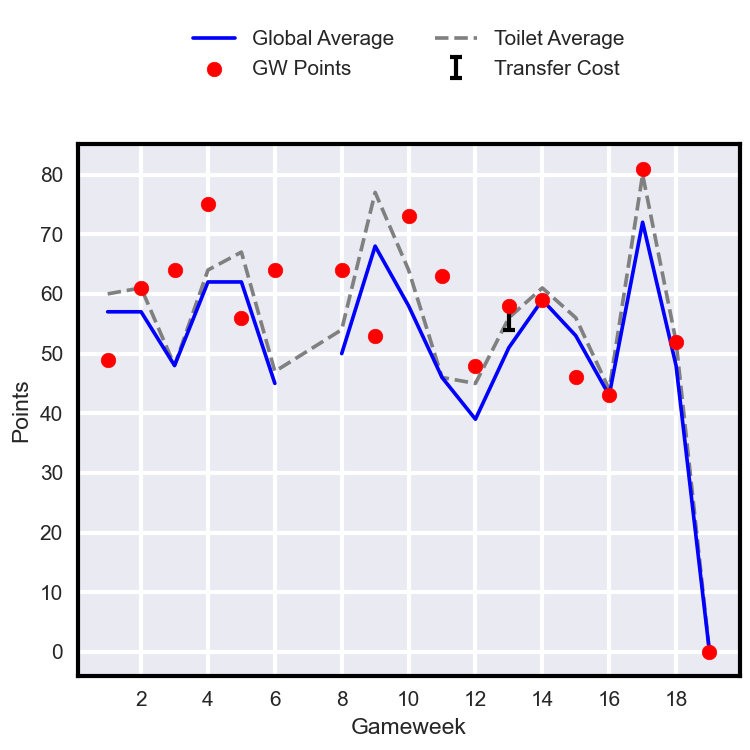 Global Average
Toilet Average
GW Points
Transfer Cost
80
70
60
50
40
30
20
10
0
Points
2 4 6 8 10 12 14 16 18
Gameweek